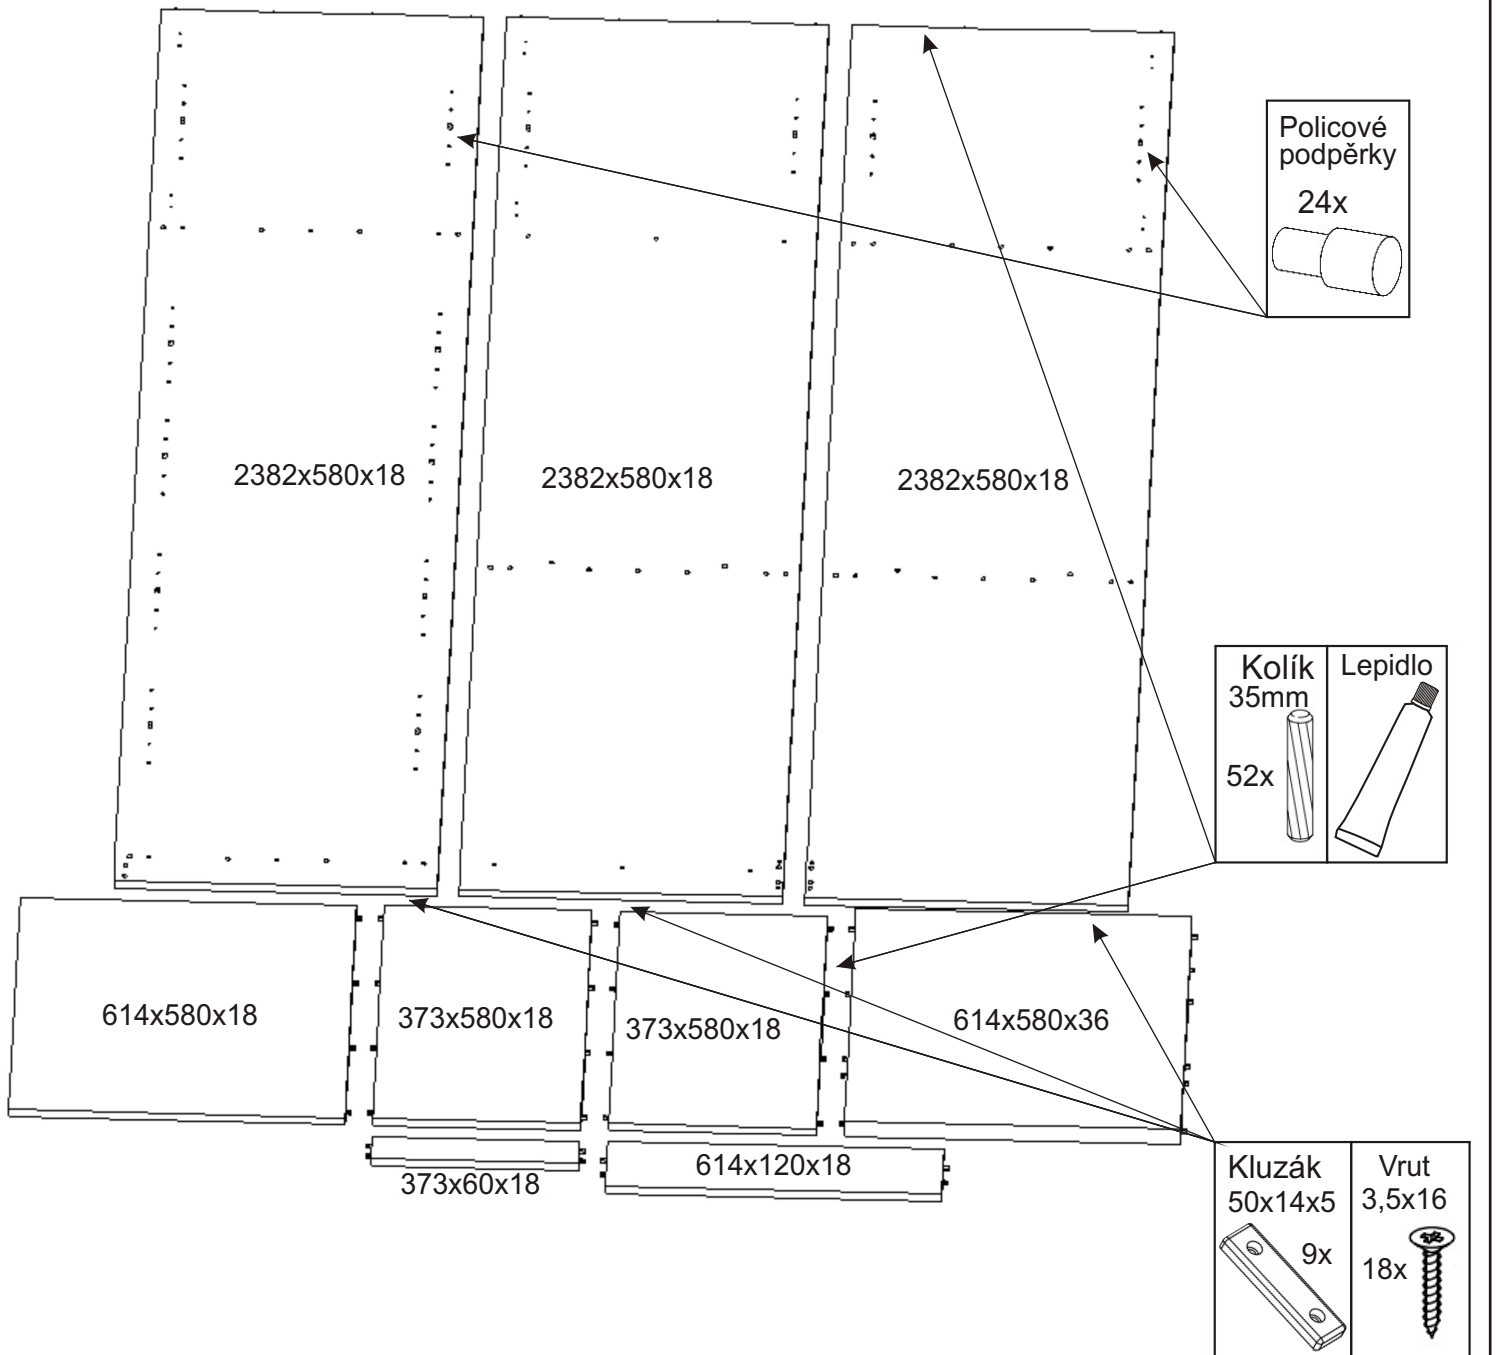 Policové
podpěrky
24x
2382x580x18
2382x580x18
2382x580x18
Kolík
35mm
52x
Lepidlo
614x580x18
373x580x18
373x580x18
614x580x36
373x60x18
614x120x18
Kluzák
50x14x5
9x
Vrut
3,5x16
18x